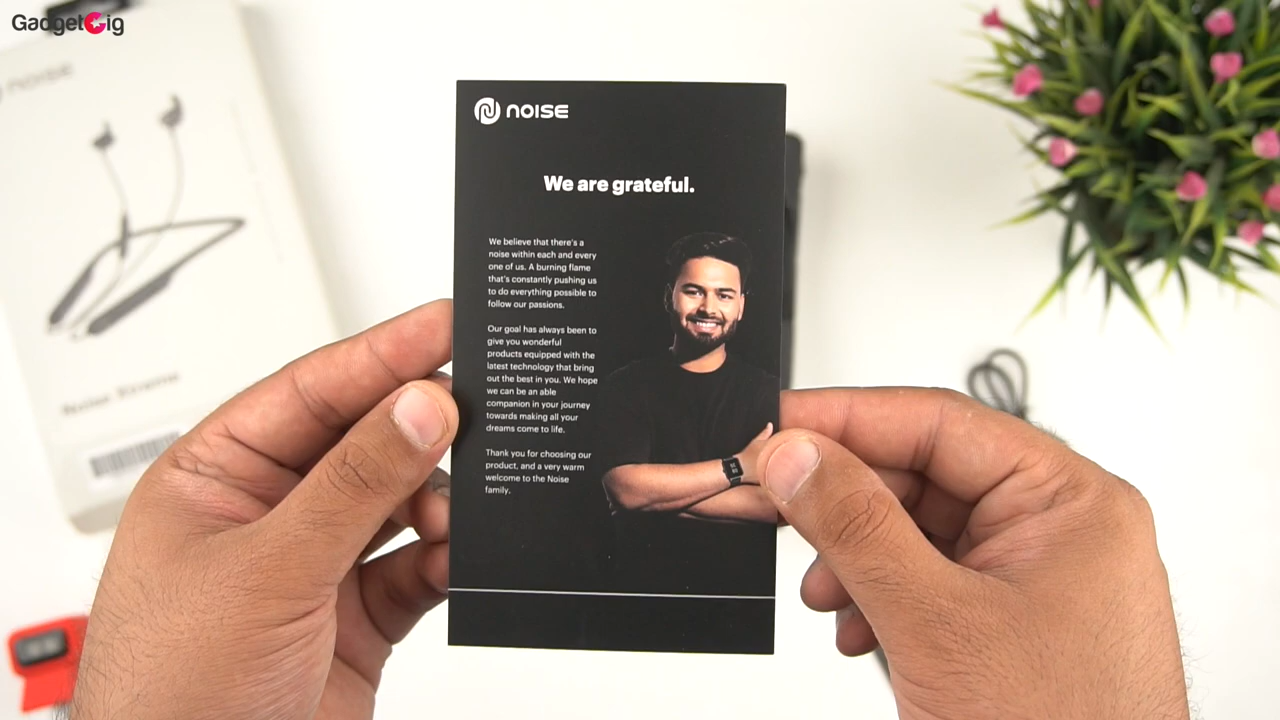 GadgetGig
noise
NOISE
We are grateful.
We believe that there's a
noise within each and every
one of us. A burning flame
that's constantly pushing us
to do everything possible to
follow our passions.
Our goal has always been to
give you wonderful
products equipped with the
latest technology that bring
out the best in you. We hope
we can be an able
companion in your journey
towards making all your
dreams come to life.
Thank you for choosing our
product, and a very warm
welcome to the Noise
family.
Noise Xtreme